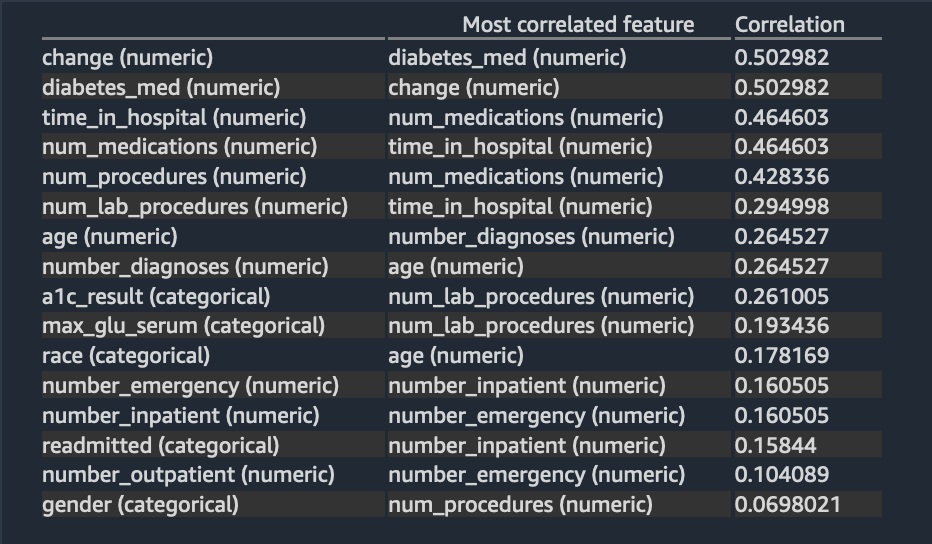 Most correlated feature Correlation
change (numeric) diabetes_med (numeric) 0.502982
diabetes_med (numeric) change (numeric) 0.502982
time_in_hospital (numeric) num_medications (numeric) 0.464603
num_medications (numeric) time_in_hospital (numeric) 0.464603
num_procedures (numeric) num_medications (numeric) 0.428336
num_lab_procedures (numeric) time_in_hospital (numeric) 0.294998
age (numeric) number_diagnoses (numeric) 0.264527
number_diagnoses (numeric) age (numeric) 0.264527
a1c_result (categorical) num_lab_procedures (numeric) 0.261005
max_glu_serum (categorical) num_lab_procedures (numeric) 0.193436
race (categorical) age (numeric) 0.178169
number_emergency (numeric) number_inpatient (numeric) 0.160505
number_inpatient (numeric) number_emergency (numeric) 0.160505
readmitted (categorical) number_inpatient (numeric) 0.15844
number_outpatient (numeric) number_emergency (numeric) 0.104089
gender (categorical) num_procedures (numeric) 0.0698021